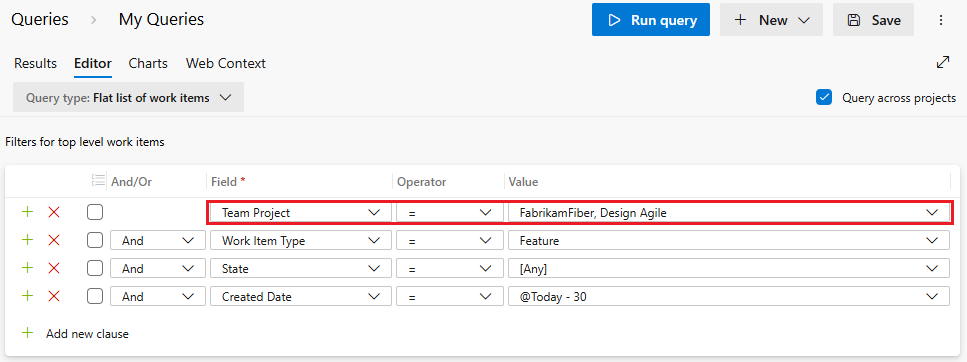 Queries > My Queries Run query + New Save
Results Editor Charts Web Context
Query type: Flat list of work items Query across projects
Filters for top level work items
And/Or Field * Operator Value
Team Project = FabrikamFiber, Design Agile
And Work Item Type = Feature
And State = [Any]
And Created Date = @Today - 30
+ Add new clause